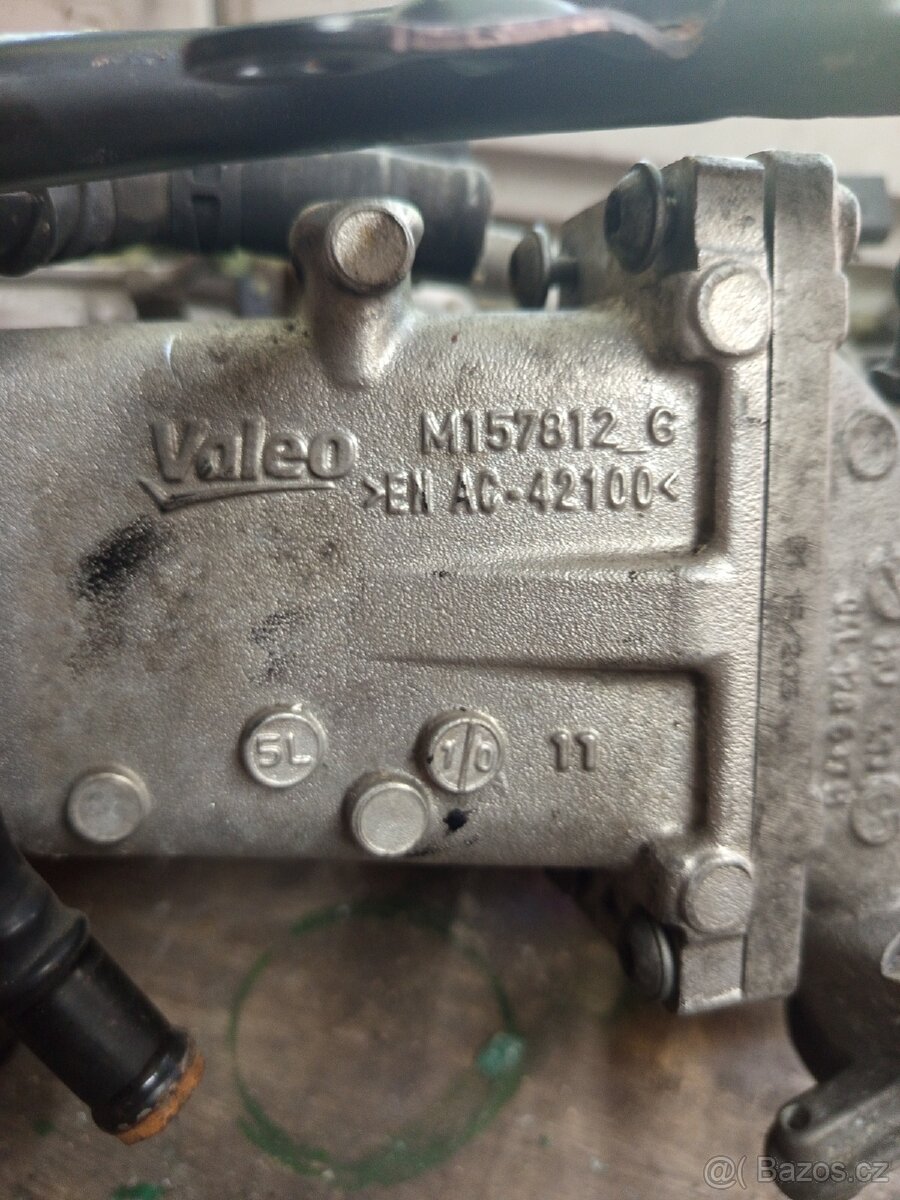 Valeo
M157812_G
>EN AC-42100<
5L
1/0
11
@( Bazos.cz